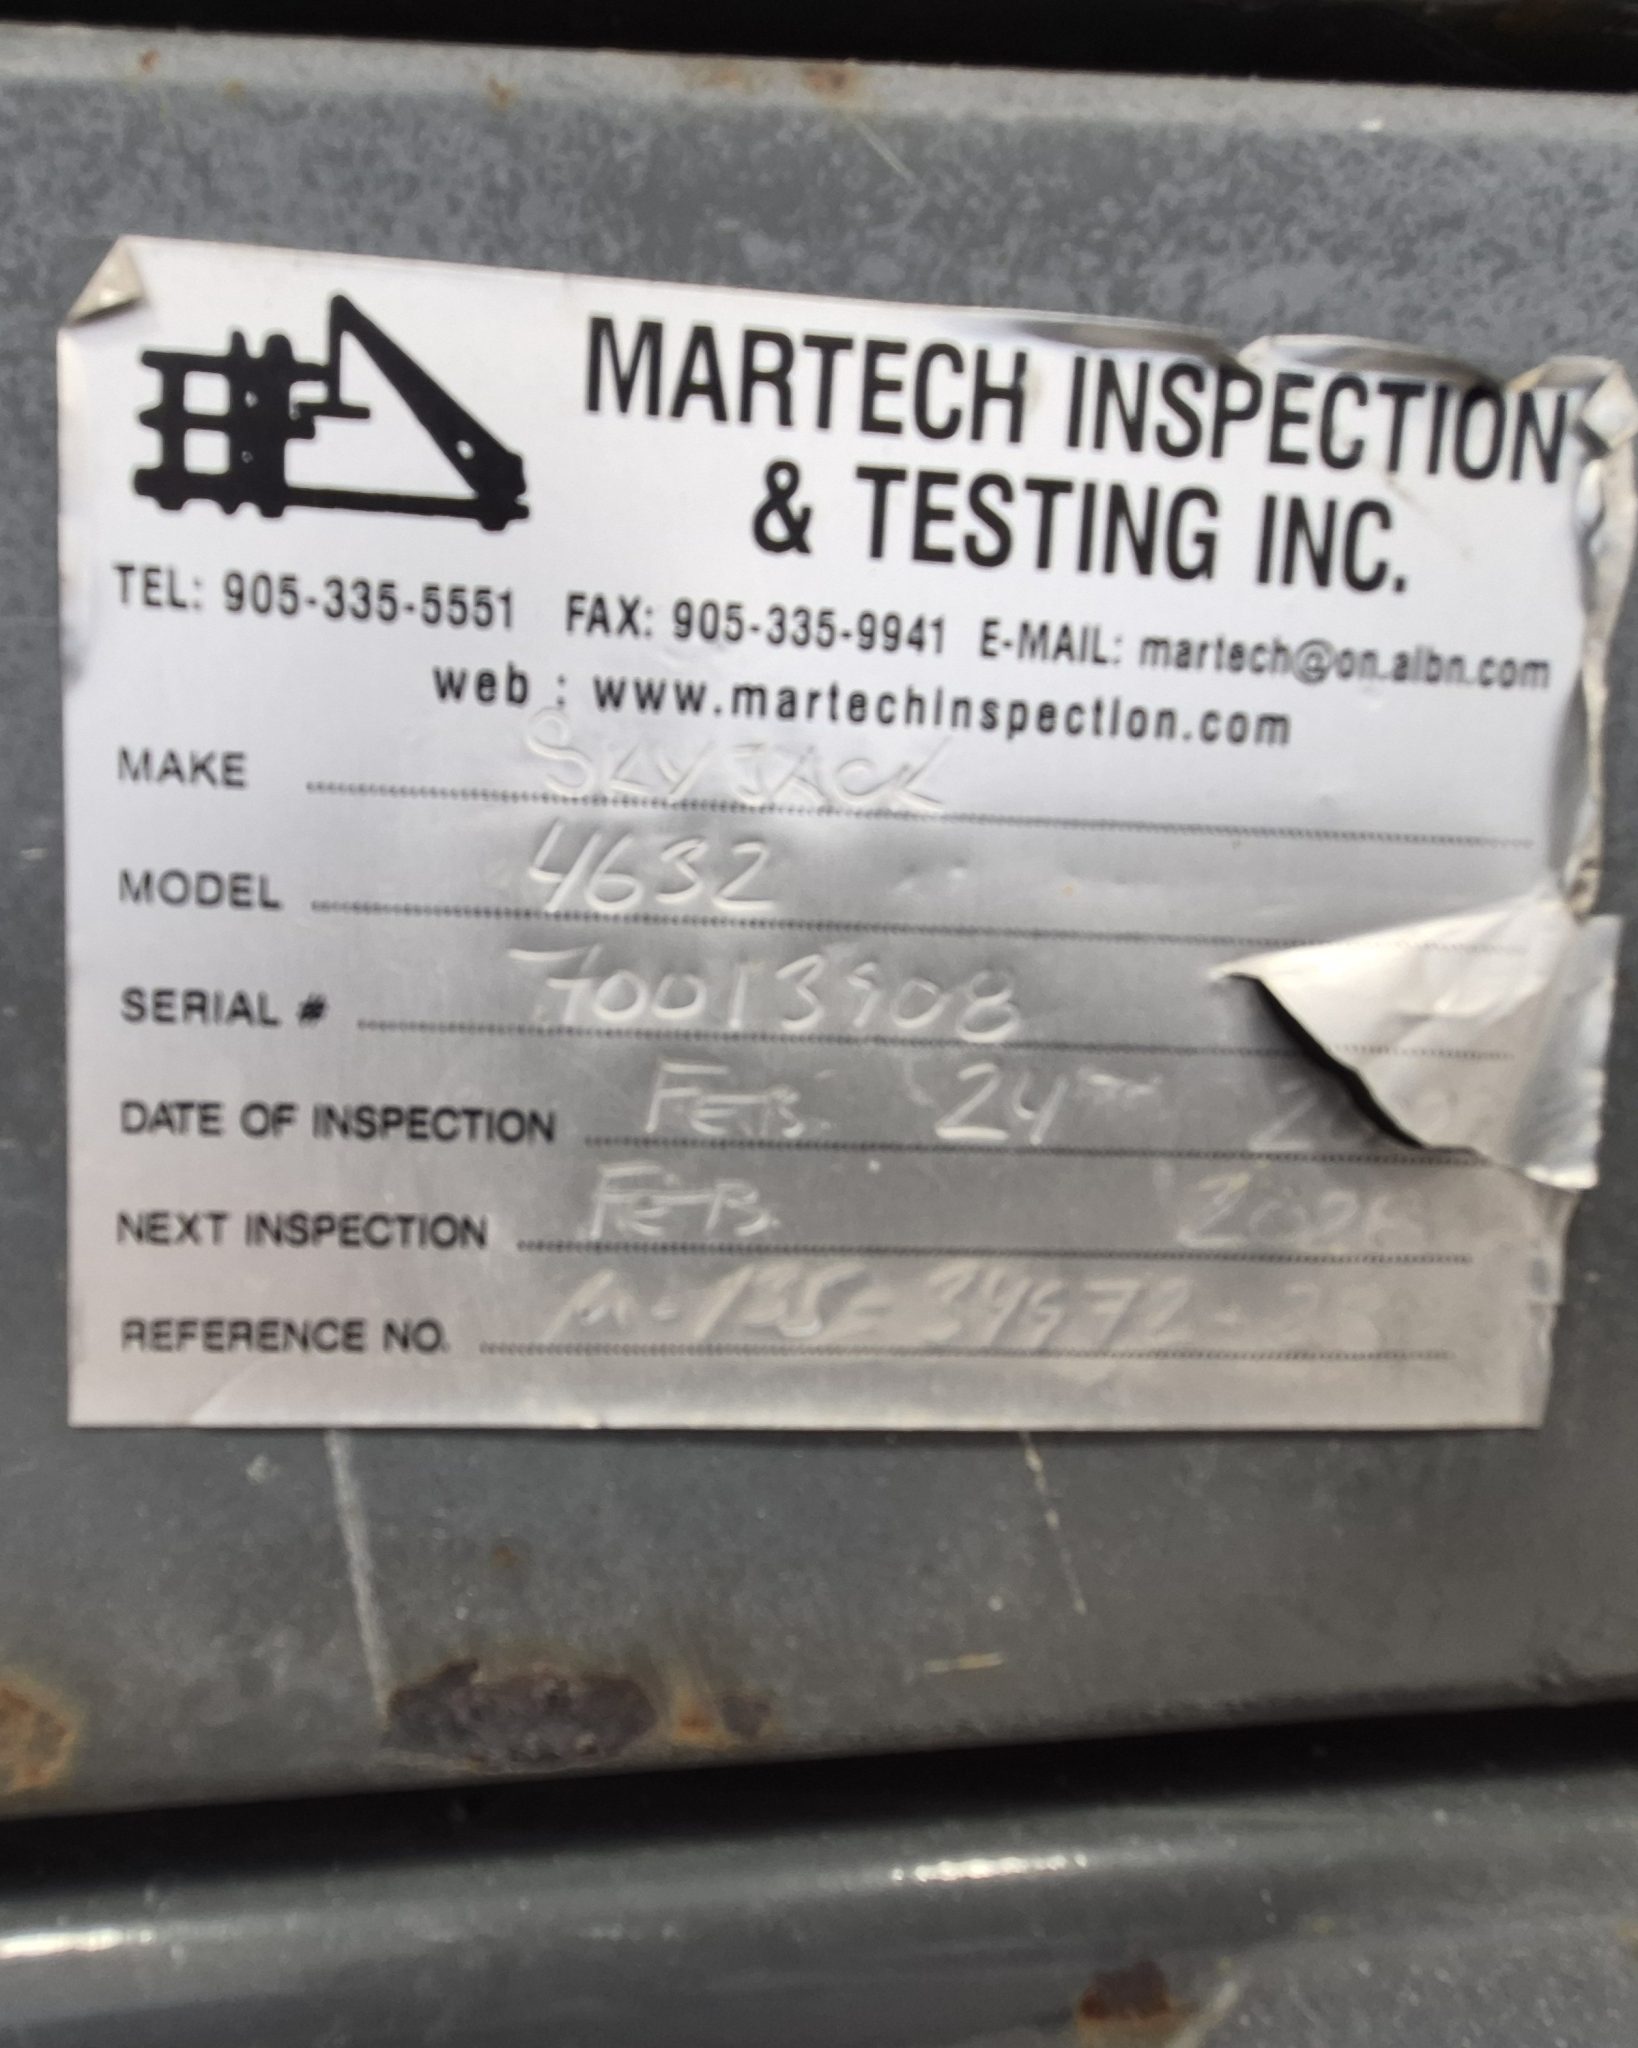 MARTECH INSPECTION
& TESTING INC.
TEL: 905-335-5551 FAX: 905-335-9941 E-MAIL: martech@on.aibn.com
web : www.martechinspection.com
MAKE SKYJACK
MODEL 4632
SERIAL # 70013908
DATE OF INSPECTION FEB. 24TH
NEXT INSPECTION FEB.
REFERENCE NO.